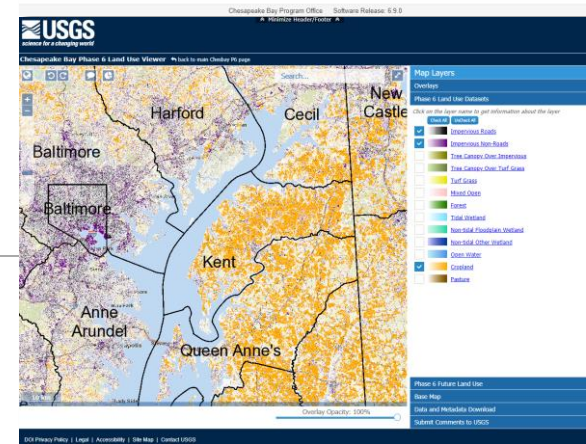 Chesapeake Bay Program Office Software Release: 6.9.0
Minimize Header/Footer
USGS
science for a changing world
Chesapeake Bay Phase 6 Land Use Viewer back to main Chesbay P6 page
Search...
Harford
Cecil
New
Castle
Baltimore
Baltimore
Kent
Anne
Arundel
Queen Anne's
Map Layers
Overlays
Phase 6 Land Use Datasets
Click on the layer name to get information about the layer
Check All Uncheck All
Impervious Roads
Impervious Non-Roads
Tree Canopy Over Impervious
Tree Canopy Over Turf Grass
Turf Grass
Mixed Open
Forest
Tidal Wetland
Non-tidal Floodplain Wetland
Non-tidal Other Wetland
Open Water
Cropland
Pasture
Phase 6 Future Land Use
Base Map
Data and Metadata Download
Submit Comments to USGS
Overlay Opacity: 100%
DOI Privacy Policy | Legal | Accessibility | Site Map | Contact USGS